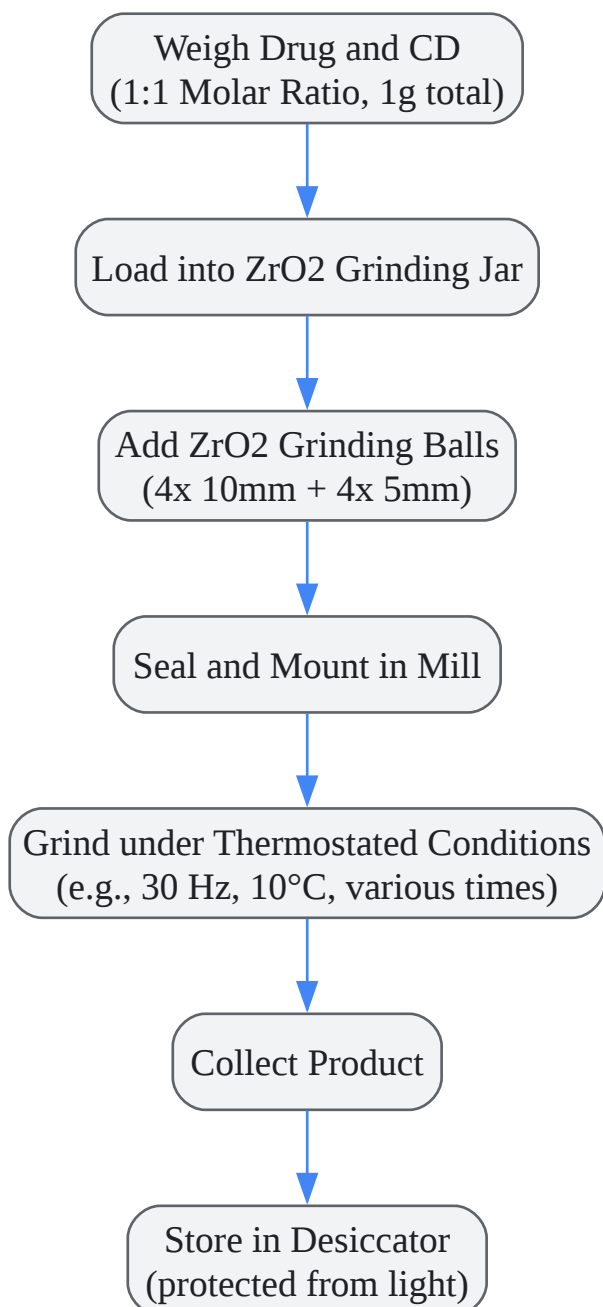 Weigh Drug and CD
(1:1 Molar Ratio, 1g total)
Load into ZrO2 Grinding Jar
Add ZrO2 Grinding Balls
(4x 10mm + 4x 5mm)
Seal and Mount in Mill
Grind under Thermostated Conditions
(e.g., 30 Hz, 10°C, various times)
Collect Product
Store in Desiccator
(protected from light)